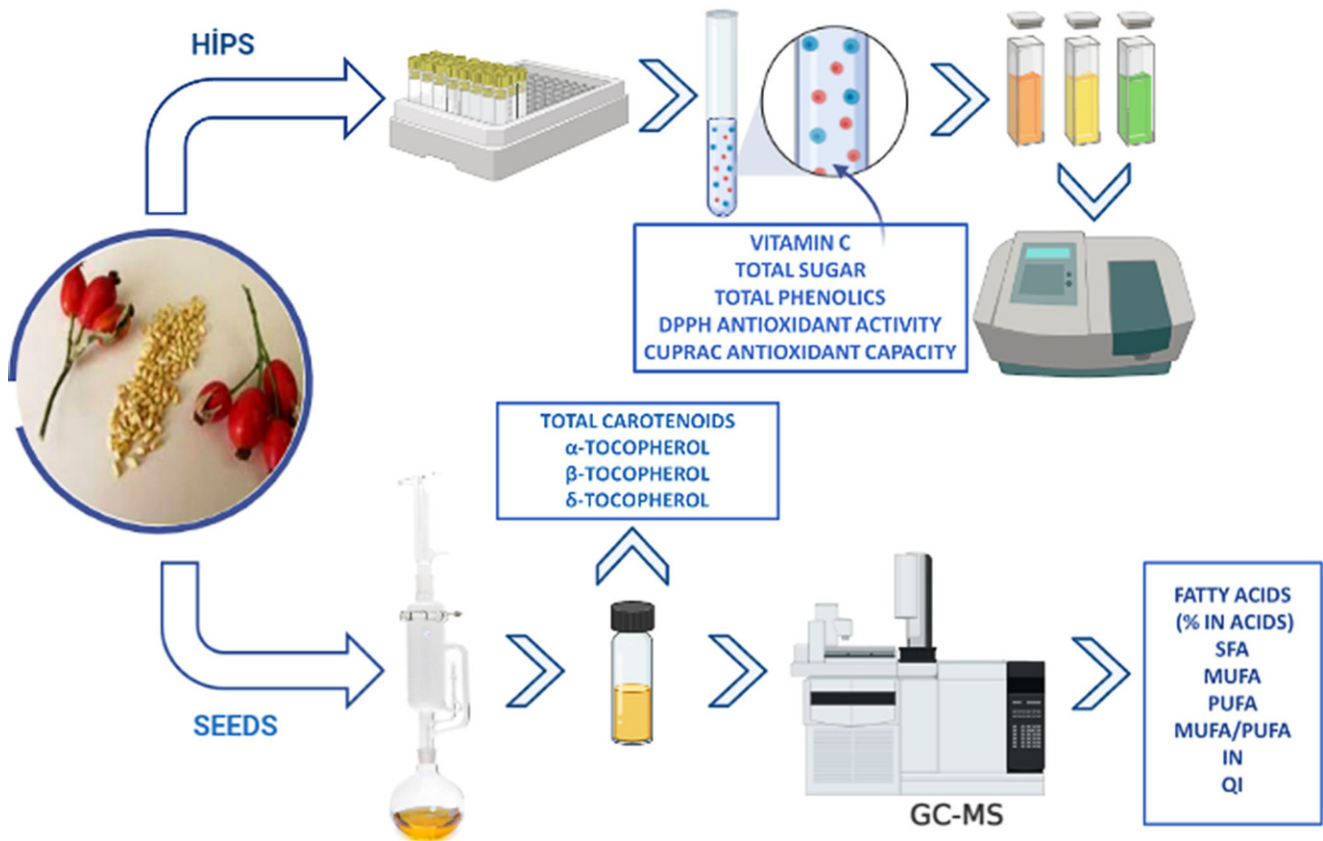 HİPS
VITAMIN C
TOTAL SUGAR
TOTAL PHENOLICS
DPPH ANTIOXIDANT ACTIVITY
CUPRAC ANTIOXIDANT CAPACITY
TOTAL CAROTENOIDS
α-TOCOPHEROL
β-TOCOPHEROL
δ-TOCOPHEROL
SEEDS
GC-MS
FATTY ACIDS
(% IN ACIDS)
SFA
MUFA
PUFA
MUFA/PUFA
IN
QI